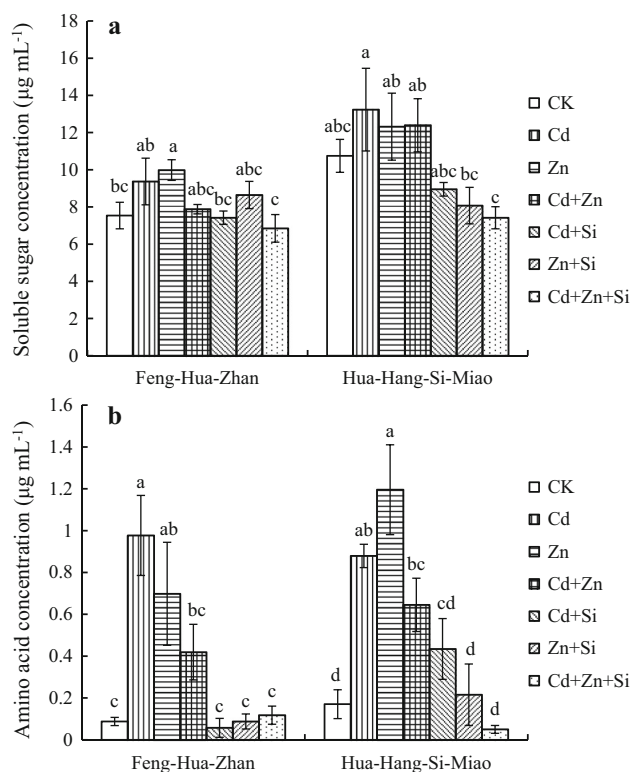 a
Soluble sugar concentration (µg mL⁻¹)
18
16
14
12
10
8
6
4
2
0
bc
ab
a
abc
bc
abc
c
abc
a
ab
ab
abc
bc
c
Feng-Hua-Zhan
Hua-Hang-Si-Miao
CK
Cd
Zn
Cd+Zn
Cd+Si
Zn+Si
Cd+Zn+Si
b
Amino acid concentration (µg mL⁻¹)
1.6
1.4
1.2
1
0.8
0.6
0.4
0.2
0
c
a
ab
bc
c
c
c
d
ab
a
bc
cd
d
d
Feng-Hua-Zhan
Hua-Hang-Si-Miao
CK
Cd
Zn
Cd+Zn
Cd+Si
Zn+Si
Cd+Zn+Si